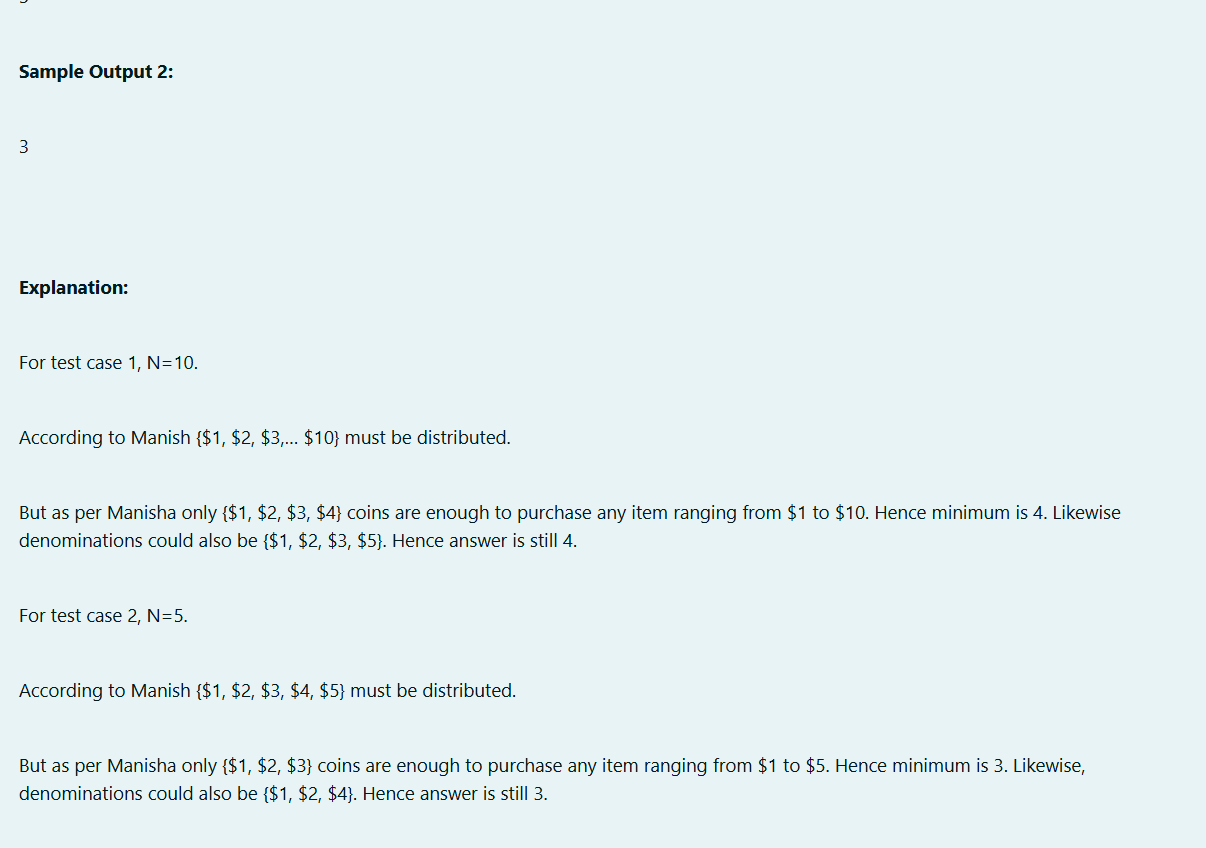 Sample Output 2:
3
Explanation:
For test case 1, N=10.
According to Manish {$1, $2, $3,... $10} must be distributed.
But as per Manisha only {$1, $2, $3, $4} coins are enough to purchase any item ranging from $1 to $10. Hence minimum is 4. Likewise
denominations could also be {$1, $2, $3, $5}. Hence answer is still 4.
For test case 2, N=5.
According to Manish {$1, $2, $3, $4, $5} must be distributed.
But as per Manisha only {$1, $2, $3} coins are enough to purchase any item ranging from $1 to $5. Hence minimum is 3. Likewise,
denominations could also be {$1, $2, $4}. Hence answer is still 3.